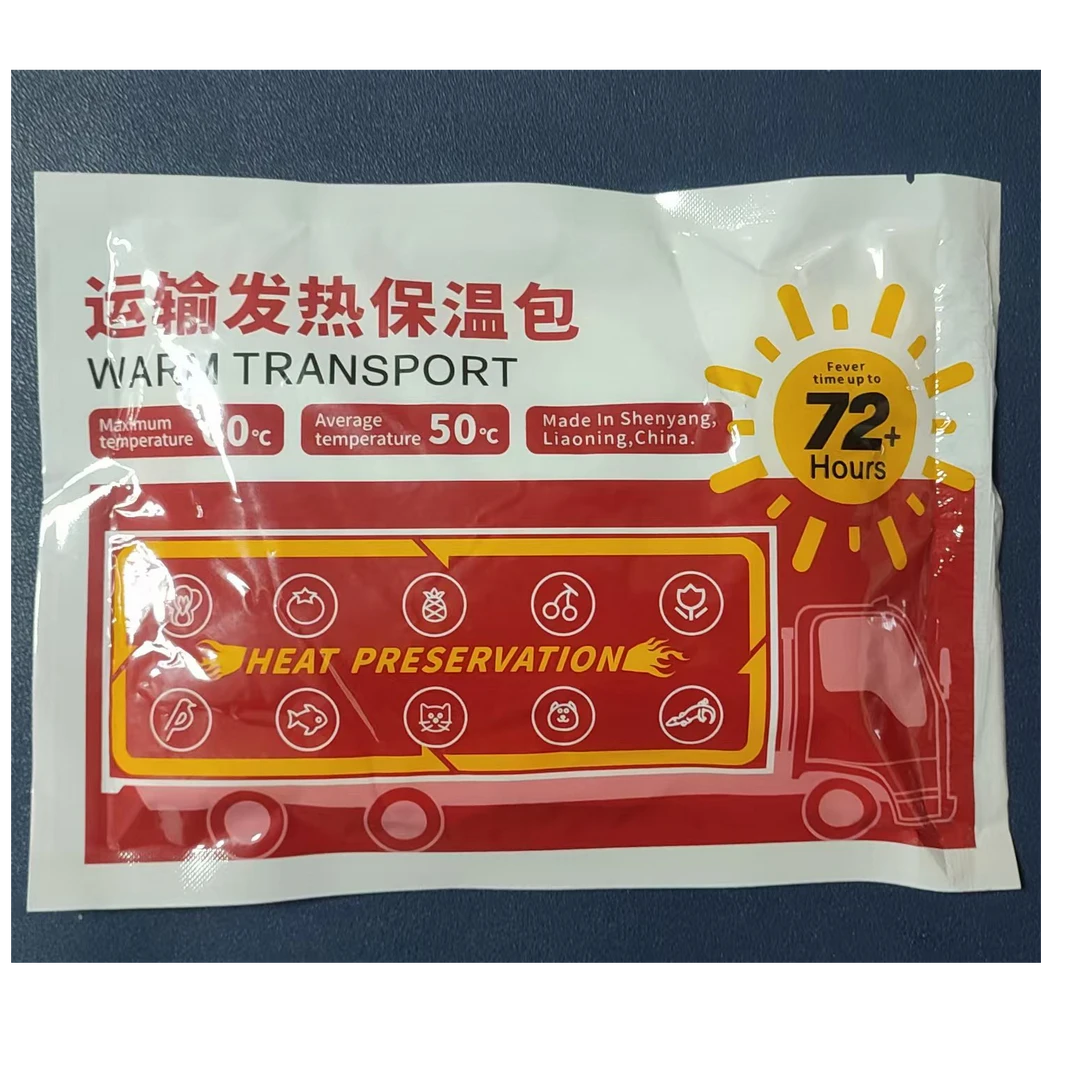 运输发热保温包
WARM TRANSPORT
Maximum
temperature 0℃
Average
temperature 50℃
Made In Shenyang,
Liaoning,China.
Fever
time up to
72+
Hours
HEAT PRESERVATION